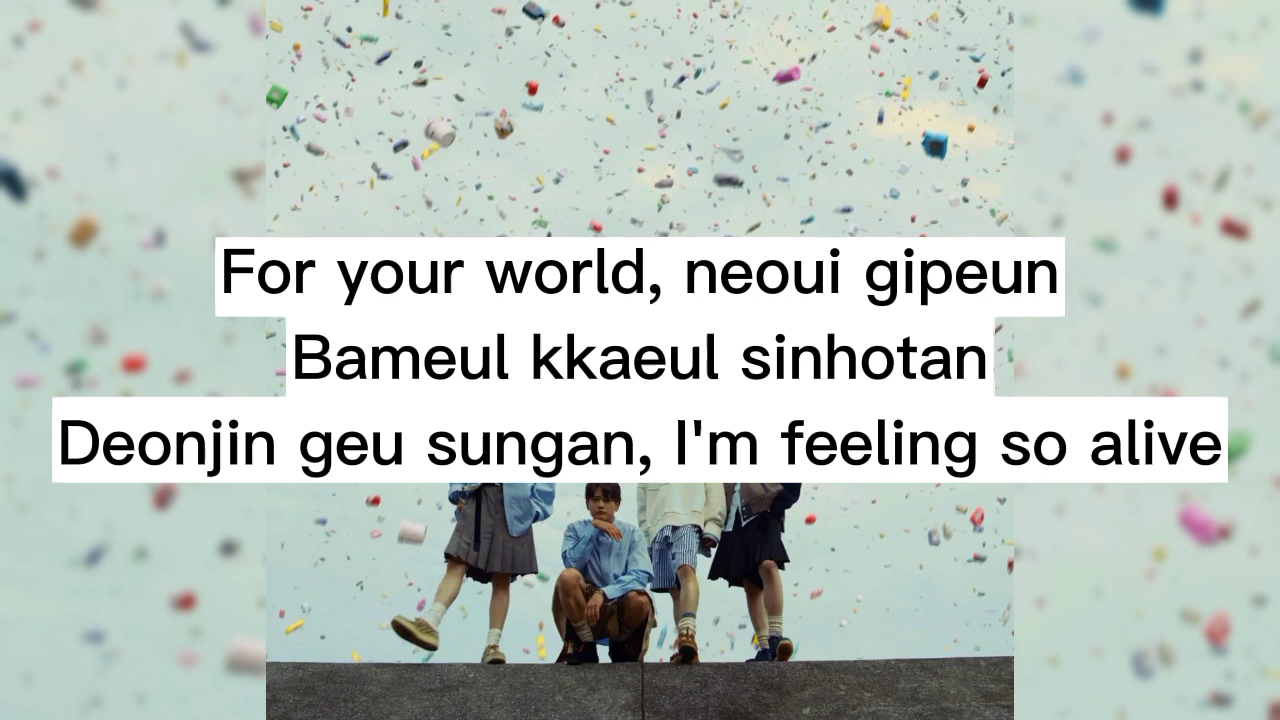 For your world, neoui gipeun
Bameul kkaeul sinhotan
Deonjin geu sungan, I'm feeling so alive